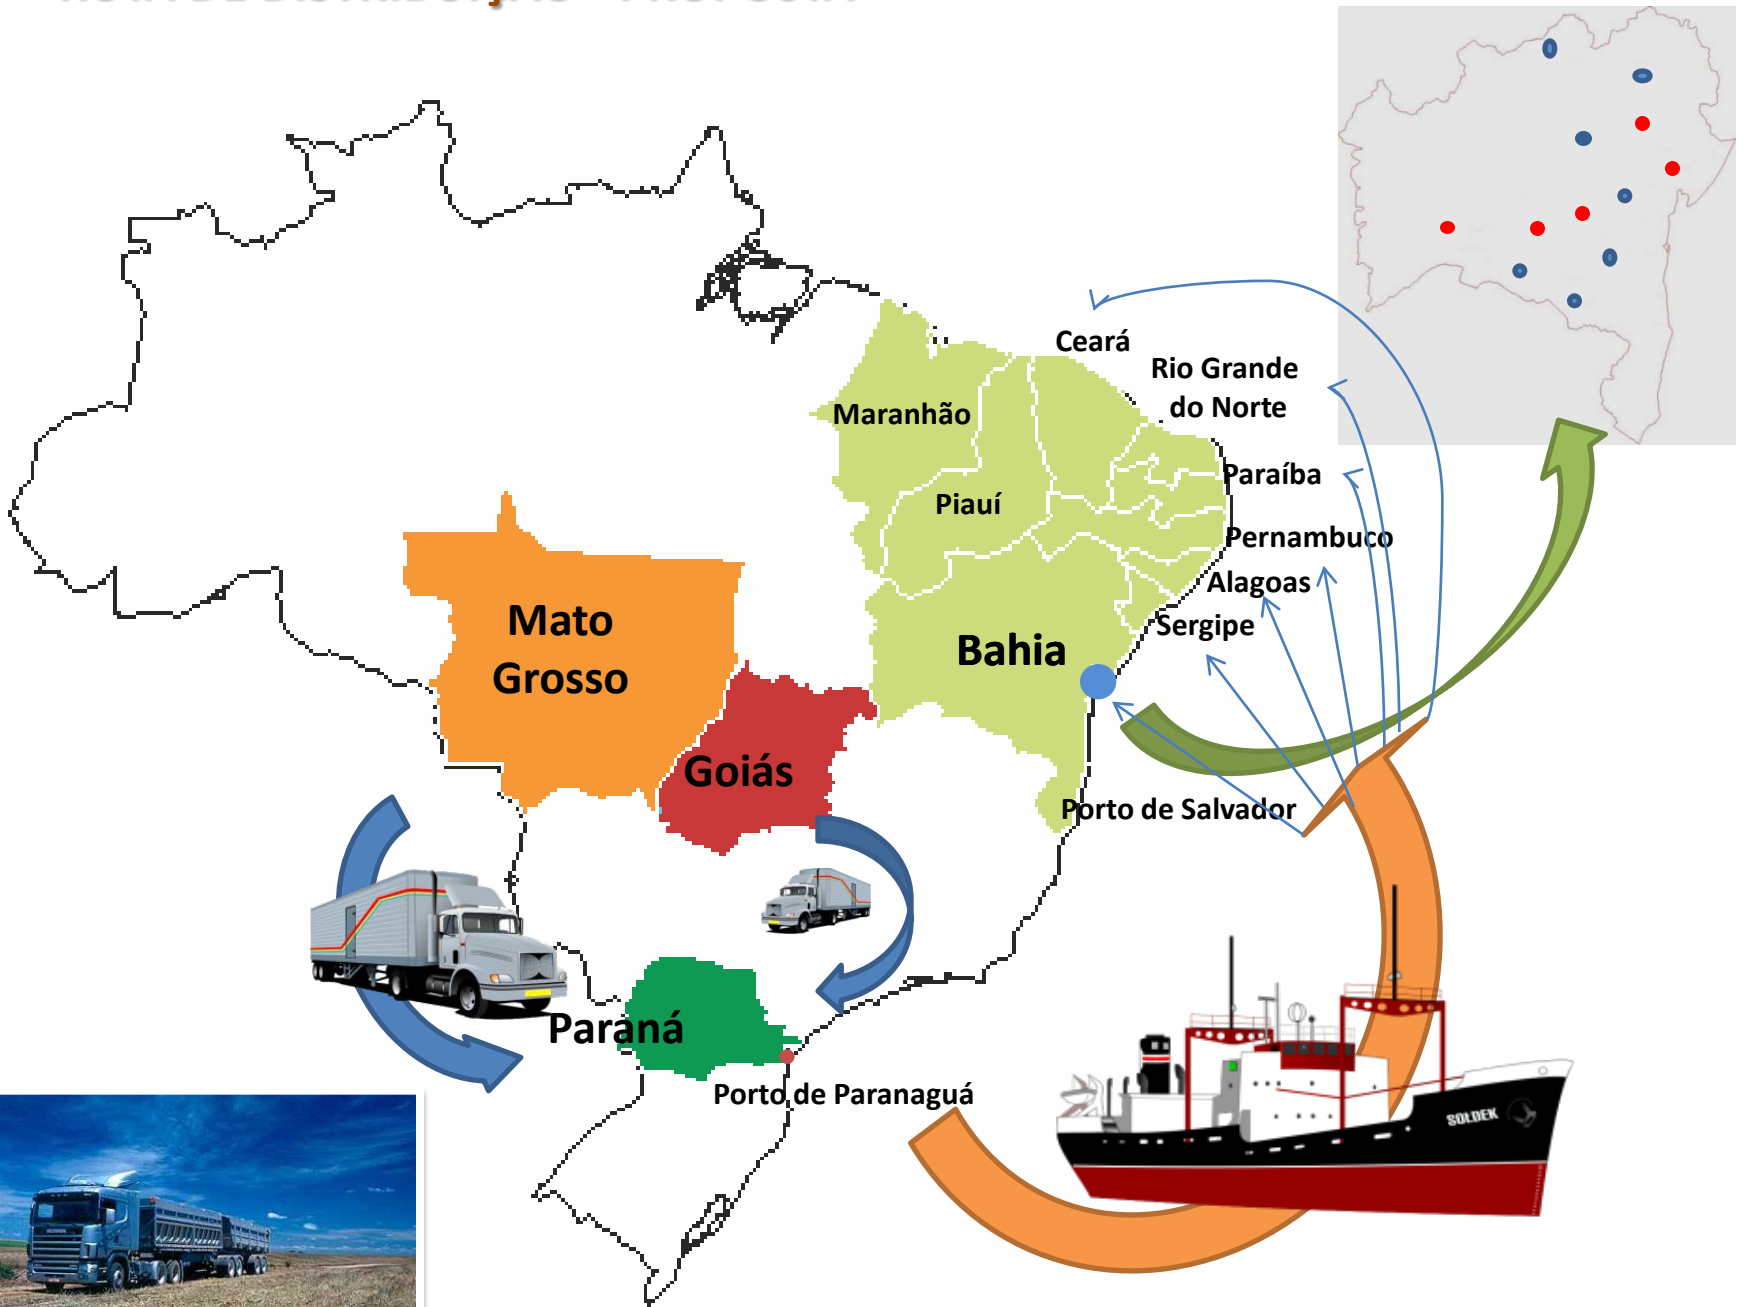 Ceará
Rio Grande
do Norte
Maranhão
Paraíba
Piauí
Pernambuco
Alagoas
Mato
Grosso
Sergipe
Bahia
Goiás
Porto de Salvador
Paraná
Porto de Paranaguá
SOLDEK